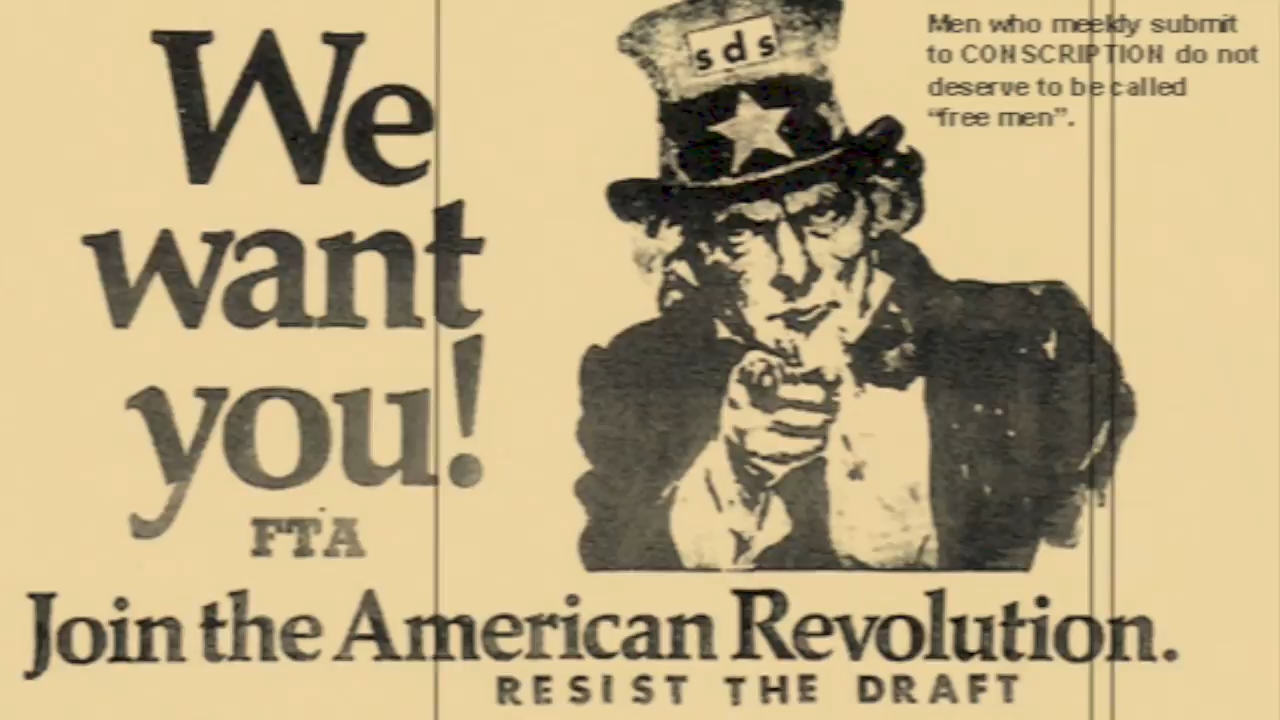 We
want
you!
FTA
sds
Men who meekly submit
to CONSCRIPTION do not
deserve to be called
“free men”.
Join the American Revolution.
RESIST THE DRAFT